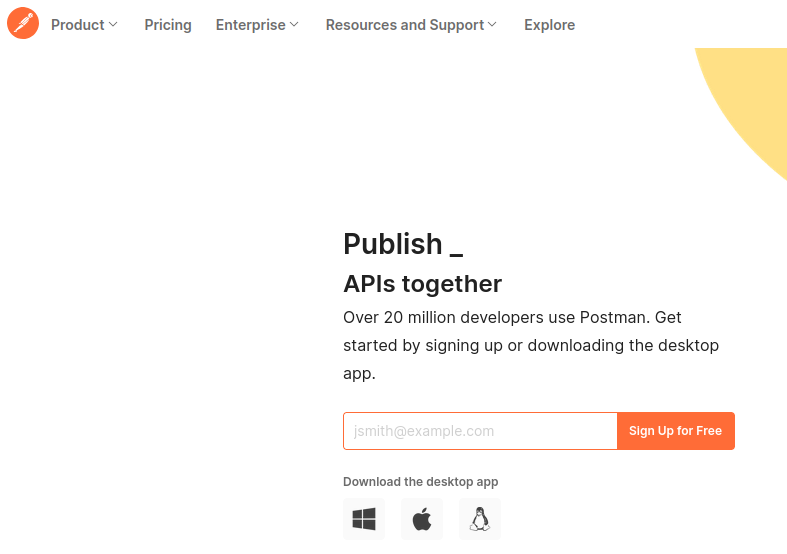 Product Pricing Enterprise Resources and Support Explore
Publish _
APIs together
Over 20 million developers use Postman. Get
started by signing up or downloading the desktop
app.
jsmith@example.com Sign Up for Free
Download the desktop app